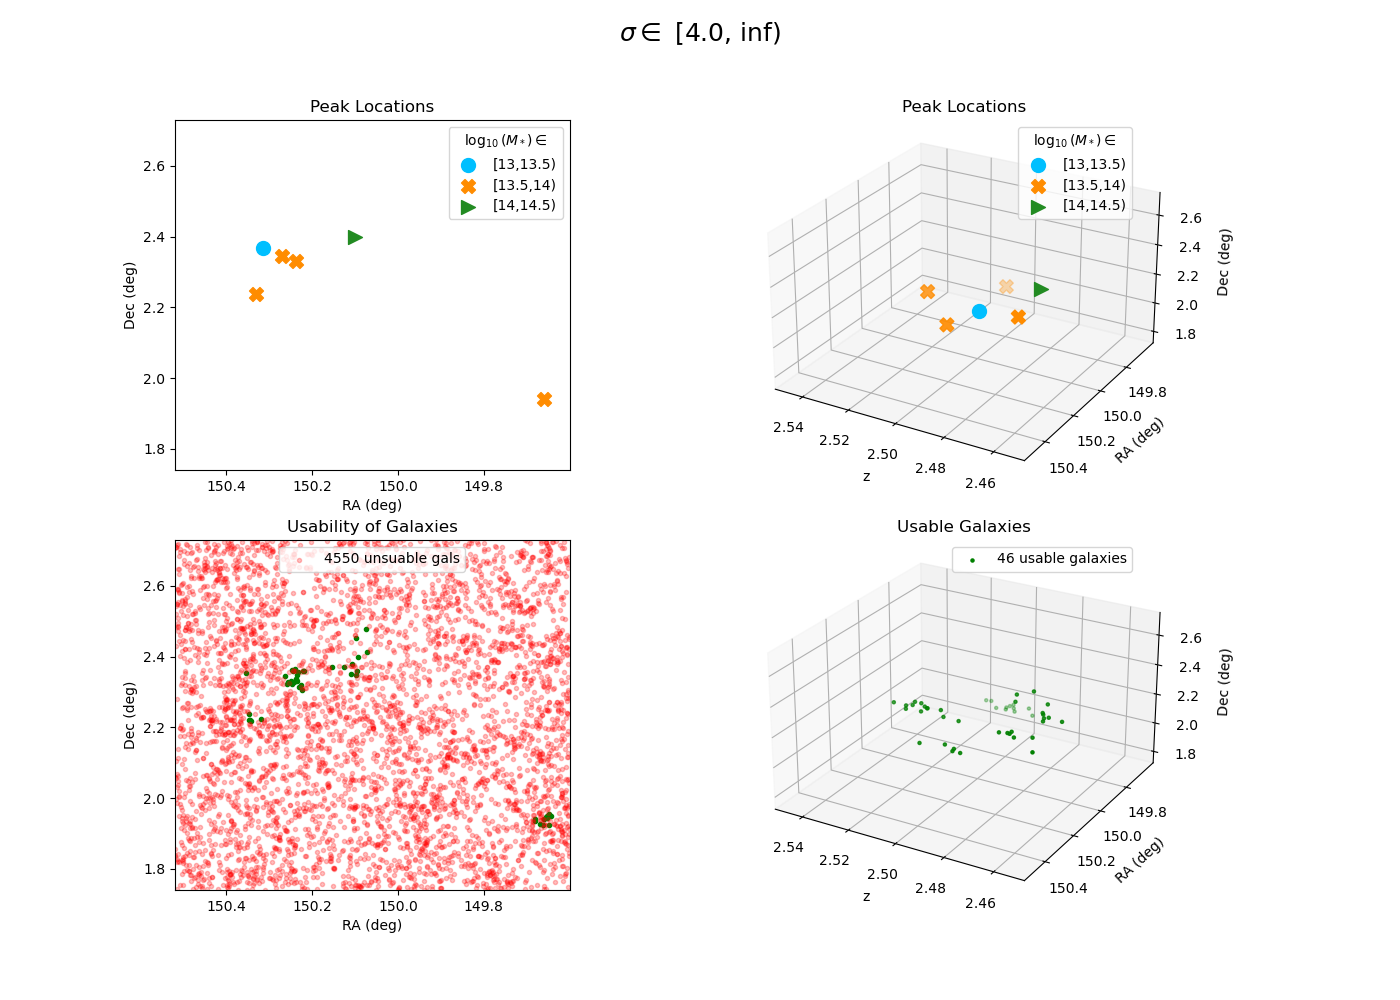 σ ∈ [4.0, inf)
Peak Locations
log₁₀(M*) ∈
[13,13.5)
[13.5,14)
[14,14.5)
2.6
2.4
2.2
2.0
1.8
Dec (deg)
150.4 150.2 150.0 149.8
RA (deg)
Peak Locations
log₁₀(M*) ∈
[13,13.5)
[13.5,14)
[14,14.5)
2.6
2.4
2.2
2.0
1.8
Dec (deg)
149.8
150.0
150.2
150.4
RA (deg)
2.54
2.52
2.50
2.48
2.46
z
Usability of Galaxies
4550 unsuable gals
2.6
2.4
2.2
2.0
1.8
Dec (deg)
150.4 150.2 150.0 149.8
RA (deg)
Usable Galaxies
46 usable galaxies
2.6
2.4
2.2
2.0
1.8
Dec (deg)
149.8
150.0
150.2
150.4
RA (deg)
2.54
2.52
2.50
2.48
2.46
z